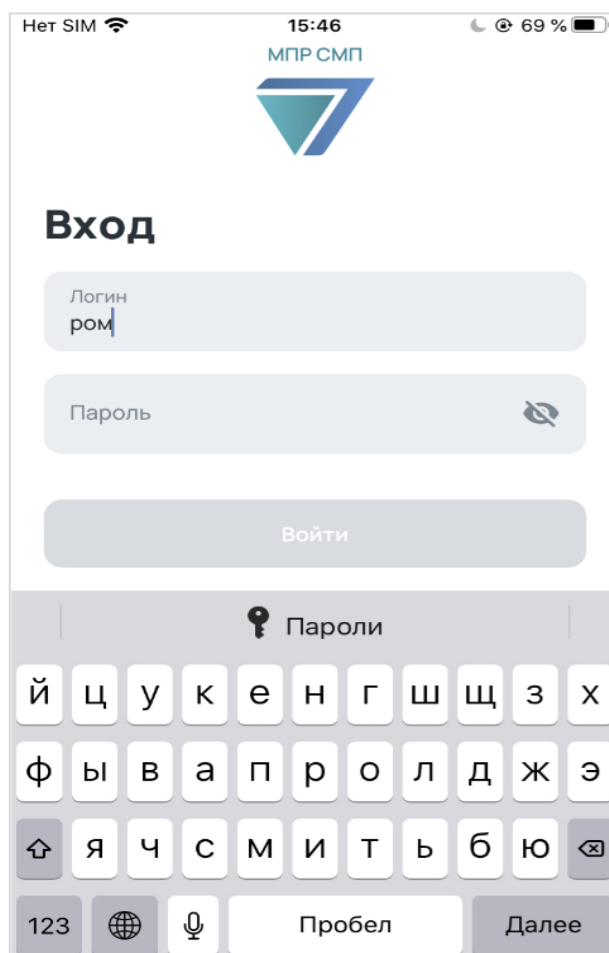 Нет SIM 15:46 69 %
МПР СМП
Вход
Логин
ром
Пароль
Войти
Пароли
й ц у к е н г ш щ з х
ф ы в а п р о л д ж э
я ч с м и т ь б ю
123 Пробел Далее